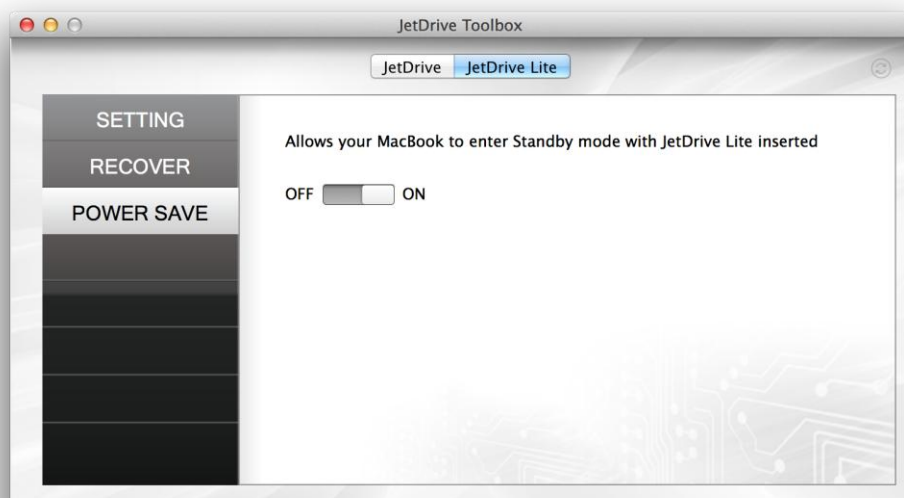 JetDrive Toolbox
JetDrive JetDrive Lite
SETTING
RECOVER
POWER SAVE
Allows your MacBook to enter Standby mode with JetDrive Lite inserted
OFF ON